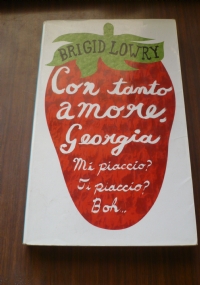 BRIGID LOWRY
Con tanto
amore,
Georgia
Mi piaccio?
Ti piaccio?
Boh...